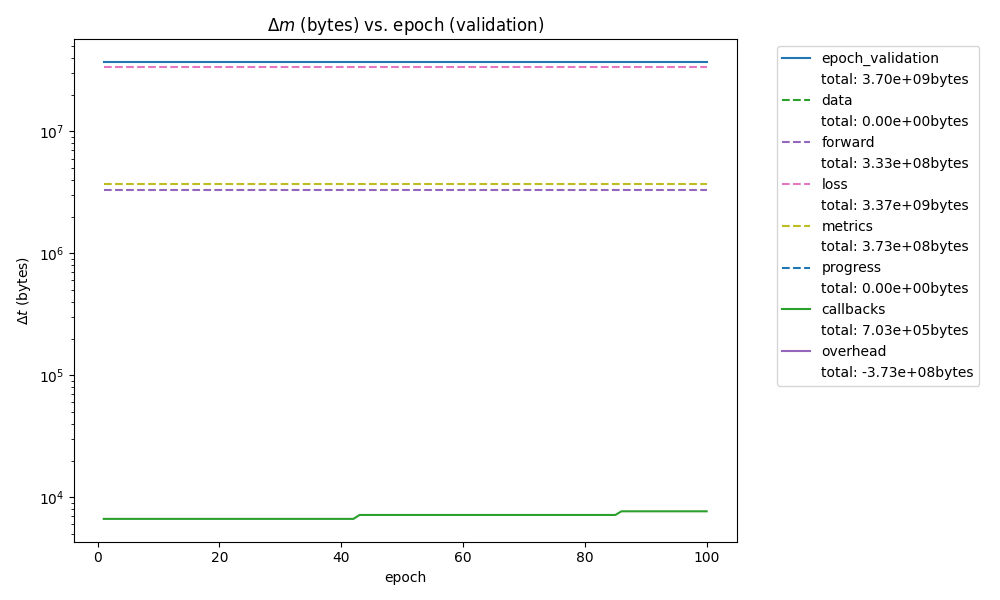 Δm (bytes) vs. epoch (validation)
Δt (bytes)
10⁷
10⁶
10⁵
10⁴
0 20 40 60 80 100
epoch
epoch_validation
total: 3.70e+09bytes
data
total: 0.00e+00bytes
forward
total: 3.33e+08bytes
loss
total: 3.37e+09bytes
metrics
total: 3.73e+08bytes
progress
total: 0.00e+00bytes
callbacks
total: 7.03e+05bytes
overhead
total: -3.73e+08bytes